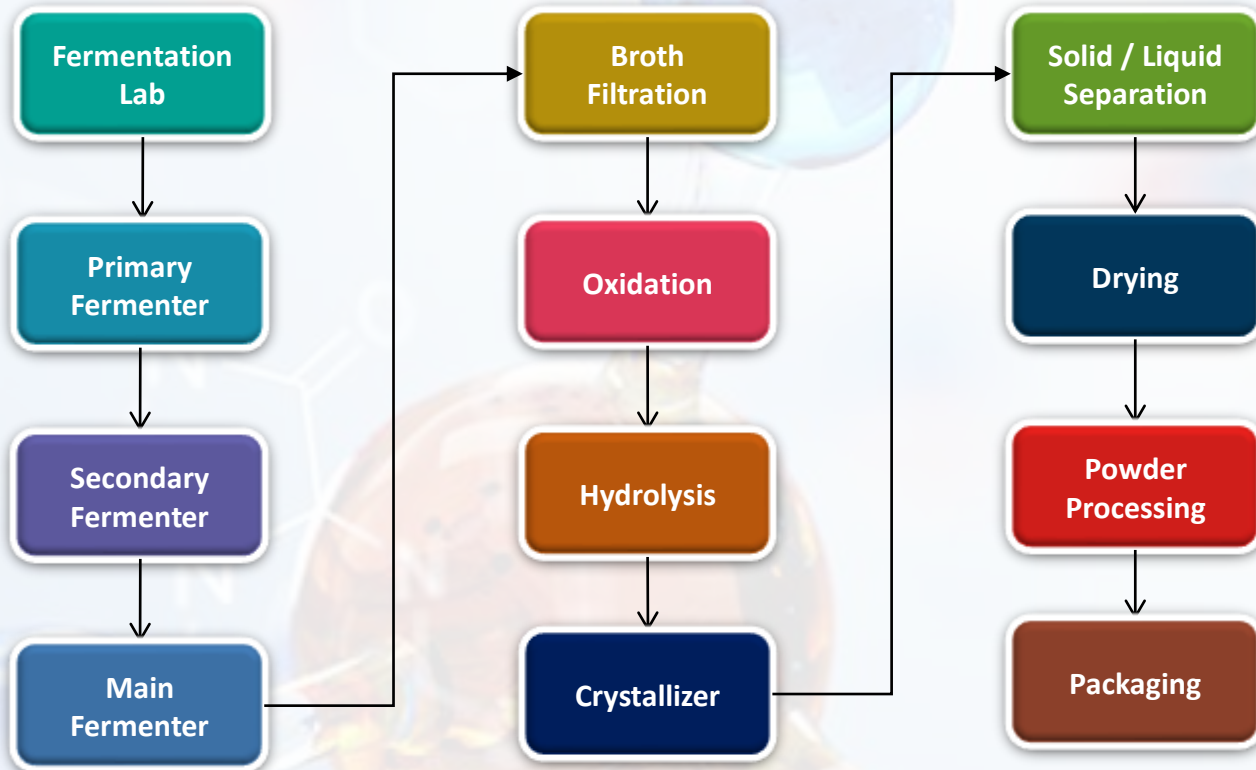 Fermentation
Lab
Primary
Fermenter
Secondary
Fermenter
Main
Fermenter
Broth
Filtration
Oxidation
Hydrolysis
Crystallizer
Solid / Liquid
Separation
Drying
Powder
Processing
Packaging
N
O
N
N